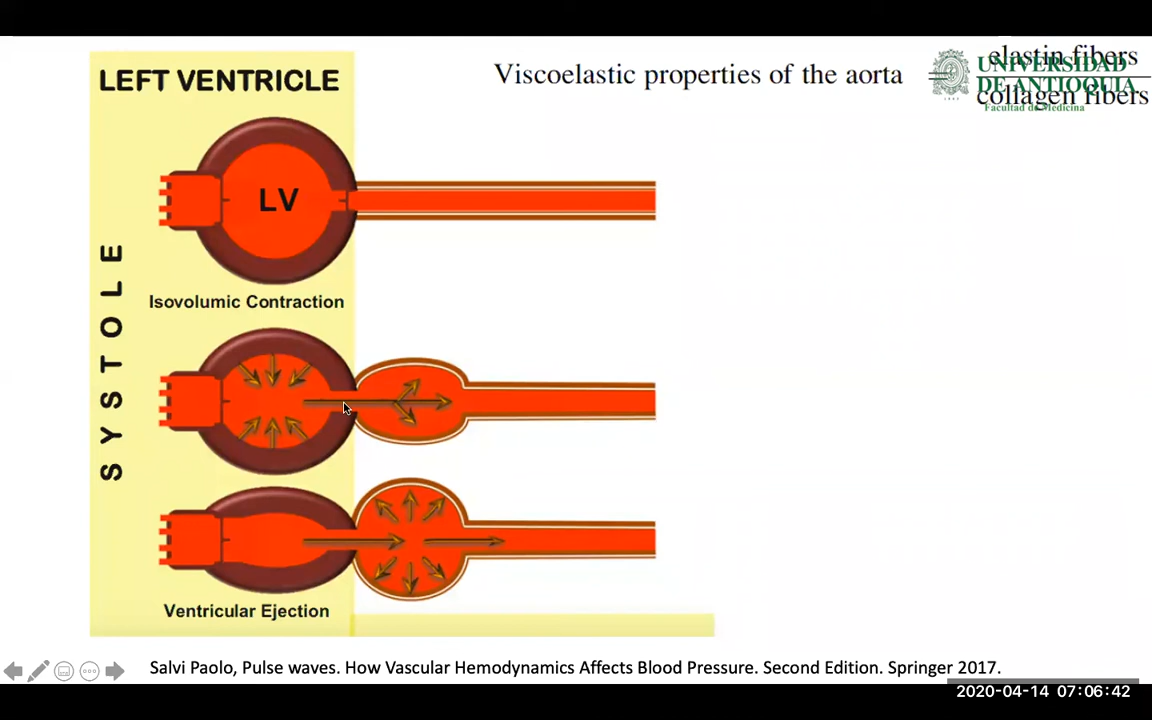 LEFT VENTRICLE
Viscoelastic properties of the aorta =
elastin fibers
collagen fibers
UNIVERSIDAD
DE ANTIOQUIA
Facultad de Medicina
LV
Isovolumic Contraction
SYSTOLE
Ventricular Ejection
Salvi Paolo, Pulse waves. How Vascular Hemodynamics Affects Blood Pressure. Second Edition. Springer 2017.
2020-04-14 07:06:42